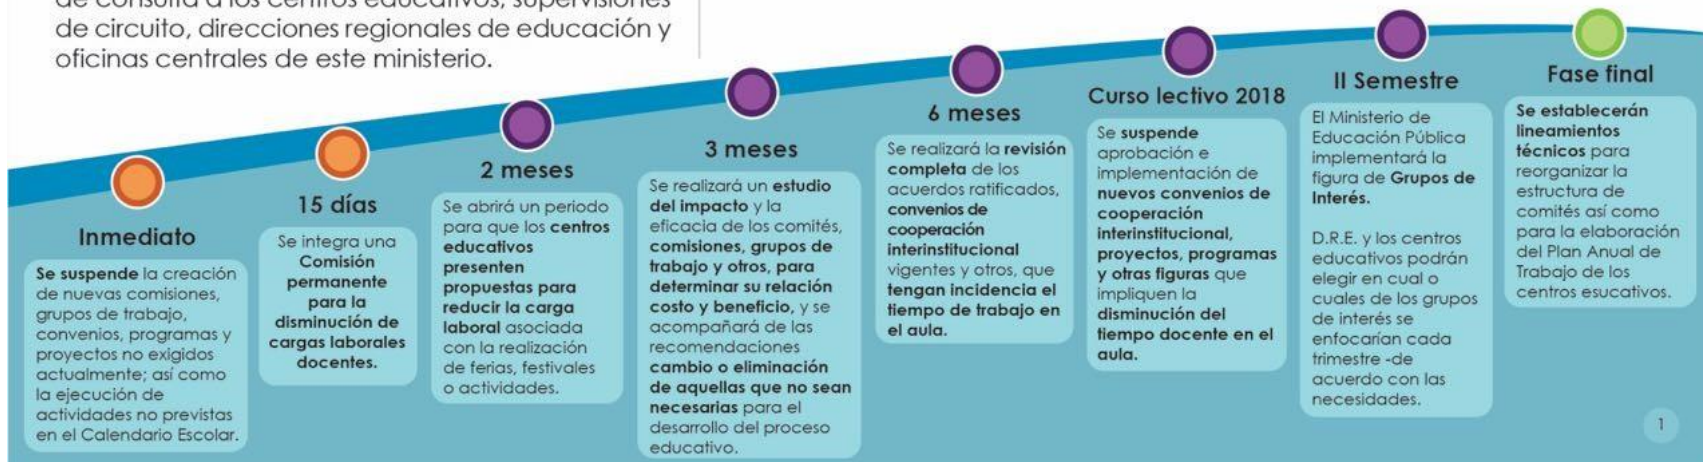 de consulta a los centros educativos, supervisiones
de circuito, direcciones regionales de educación y
oficinas centrales de este ministerio.
Inmediato
Se suspende la creación
de nuevas comisiones,
grupos de trabajo,
convenios, programas y
proyectos no exigidos
actualmente; así como
la ejecución de
actividades no previstas
en el Calendario Escolar.
15 días
Se integra una
Comisión
permanente
para la
disminución de
cargas laborales
docentes.
2 meses
Se abrirá un periodo
para que los centros
educativos
presenten
propuestas para
reducir la carga
laboral asociada
con la realización
de ferias, festivales
o actividades.
3 meses
Se realizará un estudio
del impacto y la
eficacia de los comités,
comisiones, grupos de
trabajo y otros, para
determinar su relación
costo y beneficio, y se
acompañará de las
recomendaciones
cambio o eliminación
de aquellas que no sean
necesarias para el
desarrollo del proceso
educativo.
6 meses
Se realizará la revisión
completa de los
acuerdos ratificados,
convenios de
cooperación
interinstitucional
vigentes y otros, que
tengan incidencia el
tiempo de trabajo en
el aula.
Curso lectivo 2018
Se suspende
aprobación e
implementación de
nuevos convenios de
cooperación
interinstitucional,
proyectos, programas
y otras figuras que
impliquen la
disminución del
tiempo docente en el
aula.
II Semestre
El Ministerio de
Educación Pública
implementará la
figura de Grupos de
Interés.
D.R.E. y los centros
educativos podrán
elegir en cual o
cuales de los grupos
de interés se
enfocarían cada
trimestre -de
acuerdo con las
necesidades.
Fase final
Se establecerán
lineamientos
técnicos para
reorganizar la
estructura de
comités así como
para la elaboración
del Plan Anual de
Trabajo de los
centros esucativos.
1